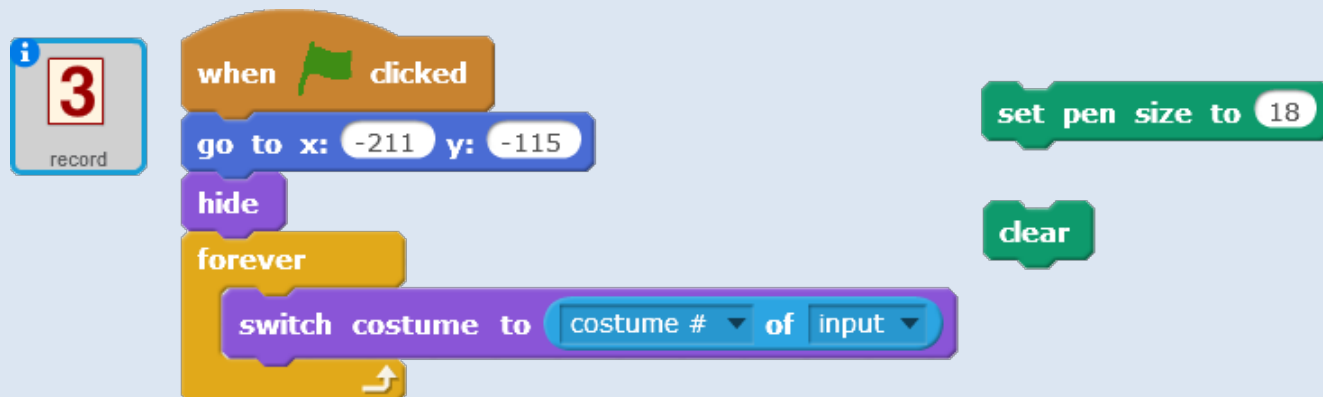 i
3
record
when clicked
go to x: -211 y: -115
hide
forever
switch costume to costume # of input
set pen size to 18
clear